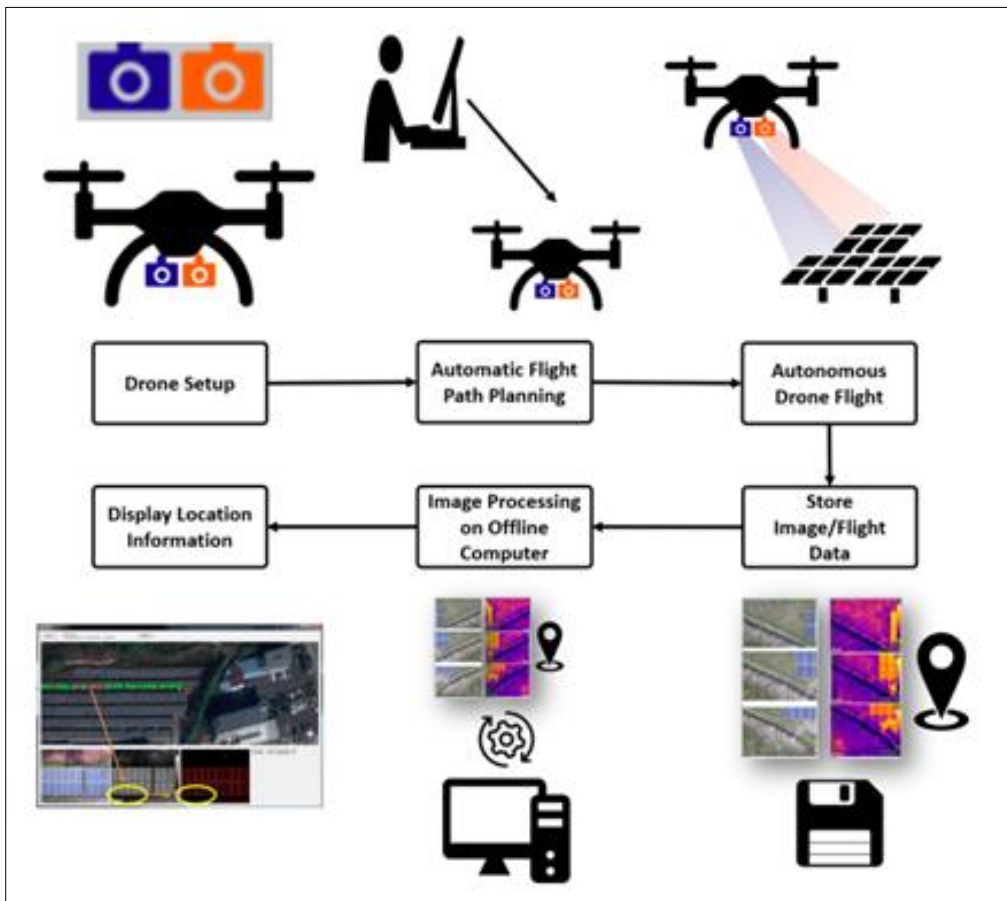 Drone Setup
Automatic Flight
Path Planning
Autonomous
Drone Flight
Display Location
Information
Image Processing
on Offline
Computer
Store
Image/Flight
Data